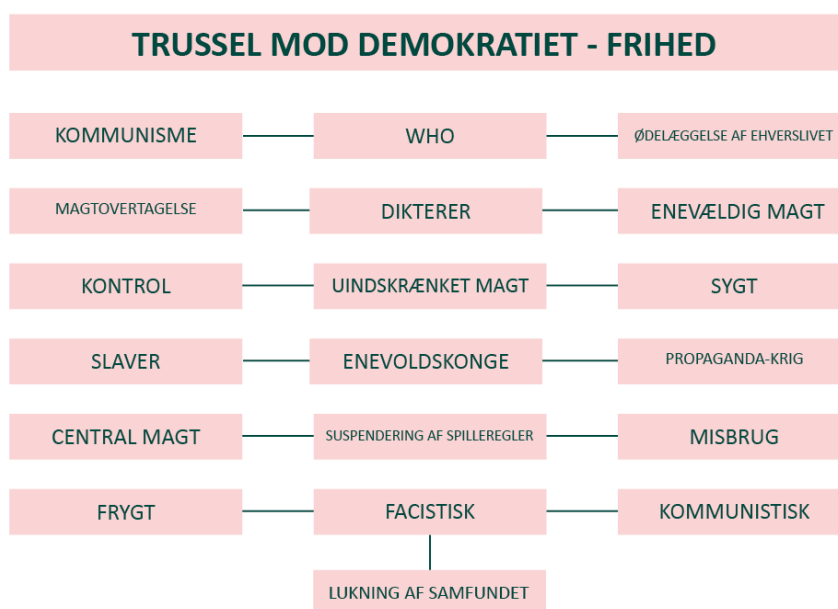 TRUSSEL MOD DEMOKRATIET - FRIHED
KOMMUNISME
WHO
ØDELÆGGELSE AF EHVERSLIVET
MAGTOVERTAGELSE
DIKTERER
ENEVÆLDIG MAGT
KONTROL
UINDSKRÆNKET MAGT
SYGT
SLAVER
ENEVOLDSKONGE
PROPAGANDA-KRIG
CENTRAL MAGT
SUSPENDERING AF SPILLEREGLER
MISBRUG
FRYGT
FACISTISK
KOMMUNISTISK
LUKNING AF SAMFUNDET